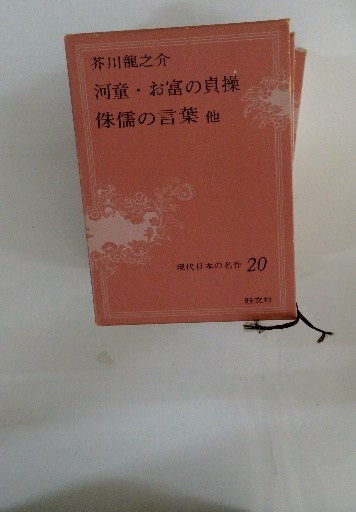 芥川龍之介
河童・お富の貞操
侏儒の言葉 他
現代日本の名作 20
旺文社